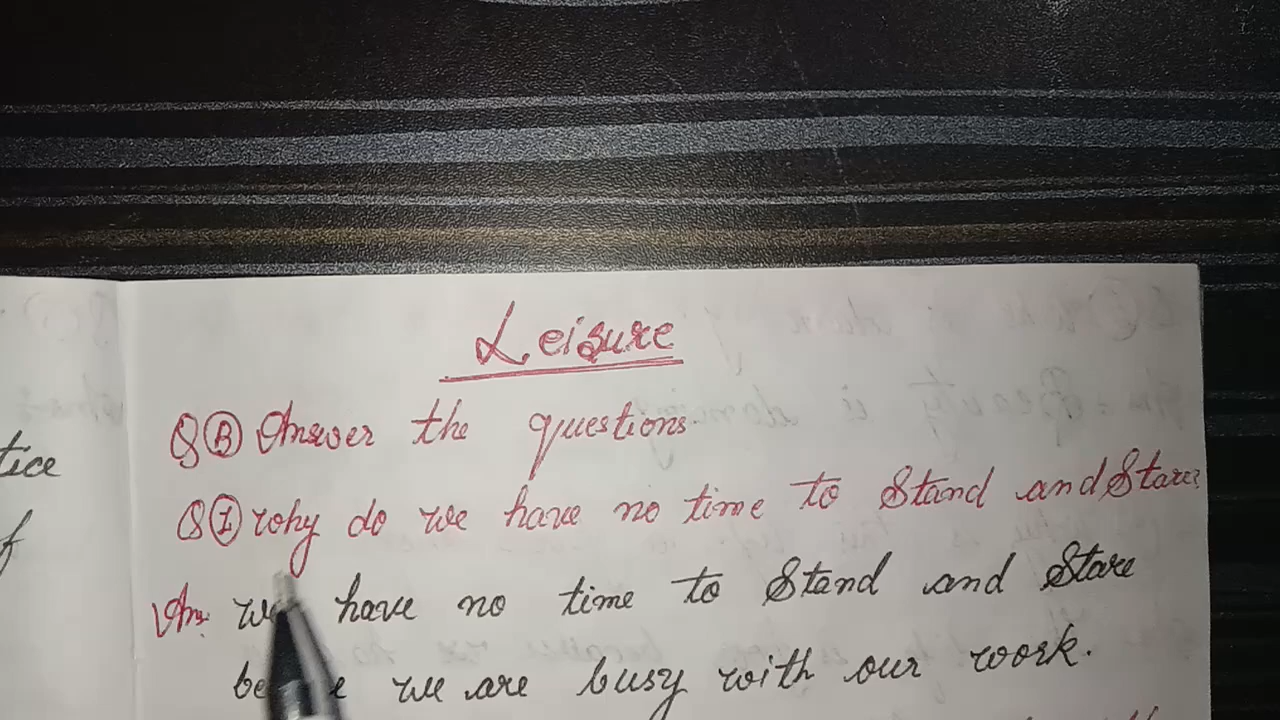 Leisure
Q B Answer the questions
tice
Q 1 why do we have no time to Stand and Stare?
f
Ans: We have no time to Stand and Stare
we are busy with our work.